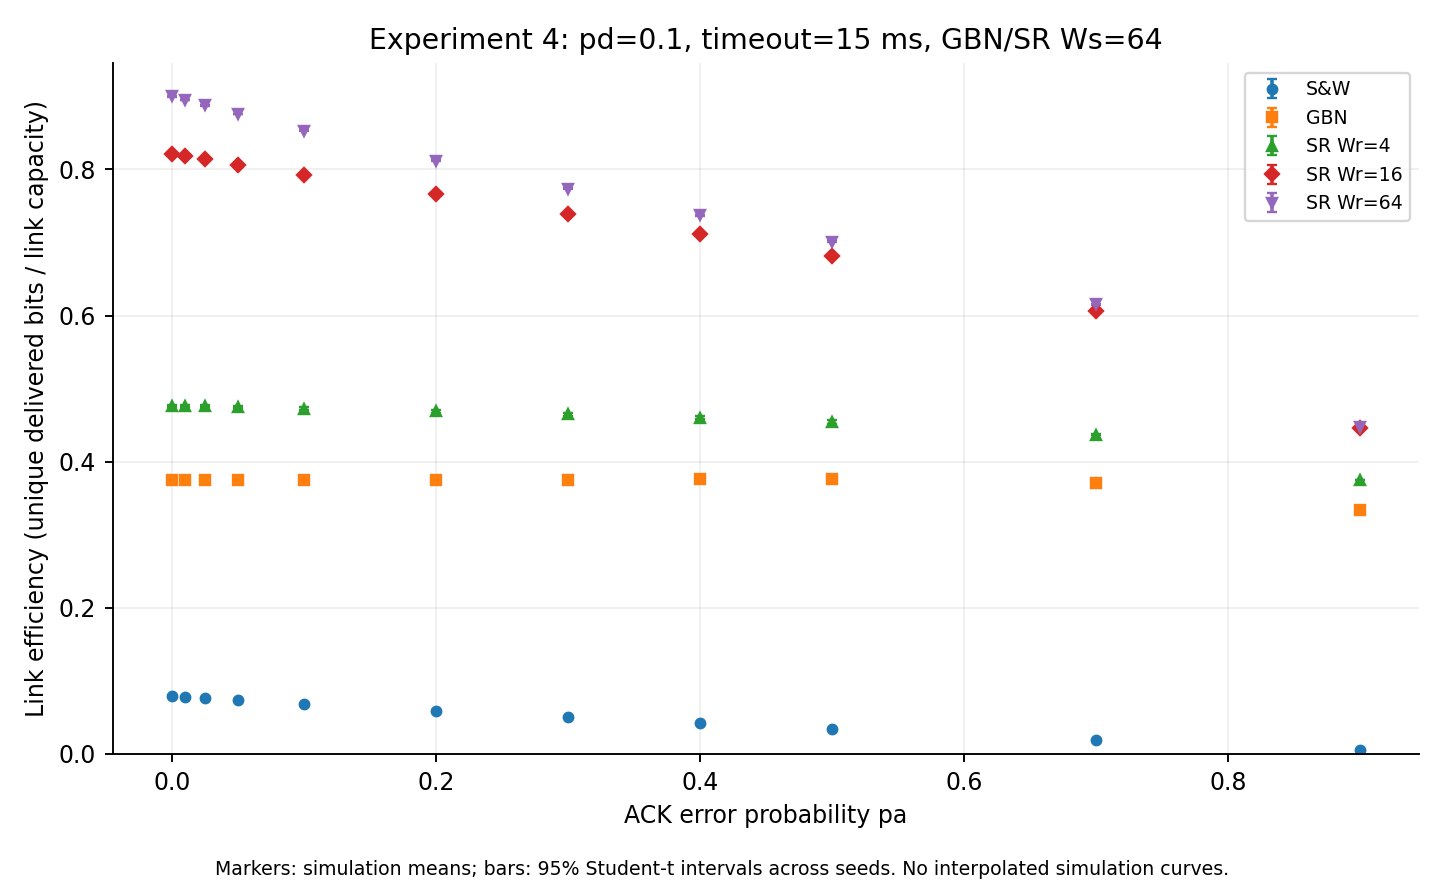 Experiment 4: pd=0.1, timeout=15 ms, GBN/SR Ws=64
Link efficiency (unique delivered bits / link capacity)
0.8
0.6
0.4
0.2
0.0
S&W
GBN
SR Wr=4
SR Wr=16
SR Wr=64
0.0 0.2 0.4 0.6 0.8
ACK error probability pa
Markers: simulation means; bars: 95% Student-t intervals across seeds. No interpolated simulation curves.